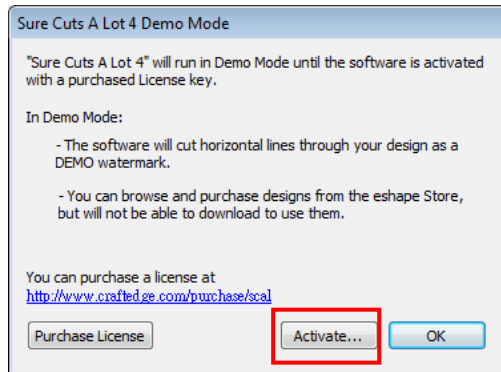 Sure Cuts A Lot 4 Demo Mode
"Sure Cuts A Lot 4" will run in Demo Mode until the software is activated
with a purchased License key.
In Demo Mode:
- The software will cut horizontal lines through your design as a
DEMO watermark.
- You can browse and purchase designs from the eshape Store,
but will not be able to download to use them.
You can purchase a license at
http://www.craftedge.com/purchase/scal
Purchase License
Activate...
OK